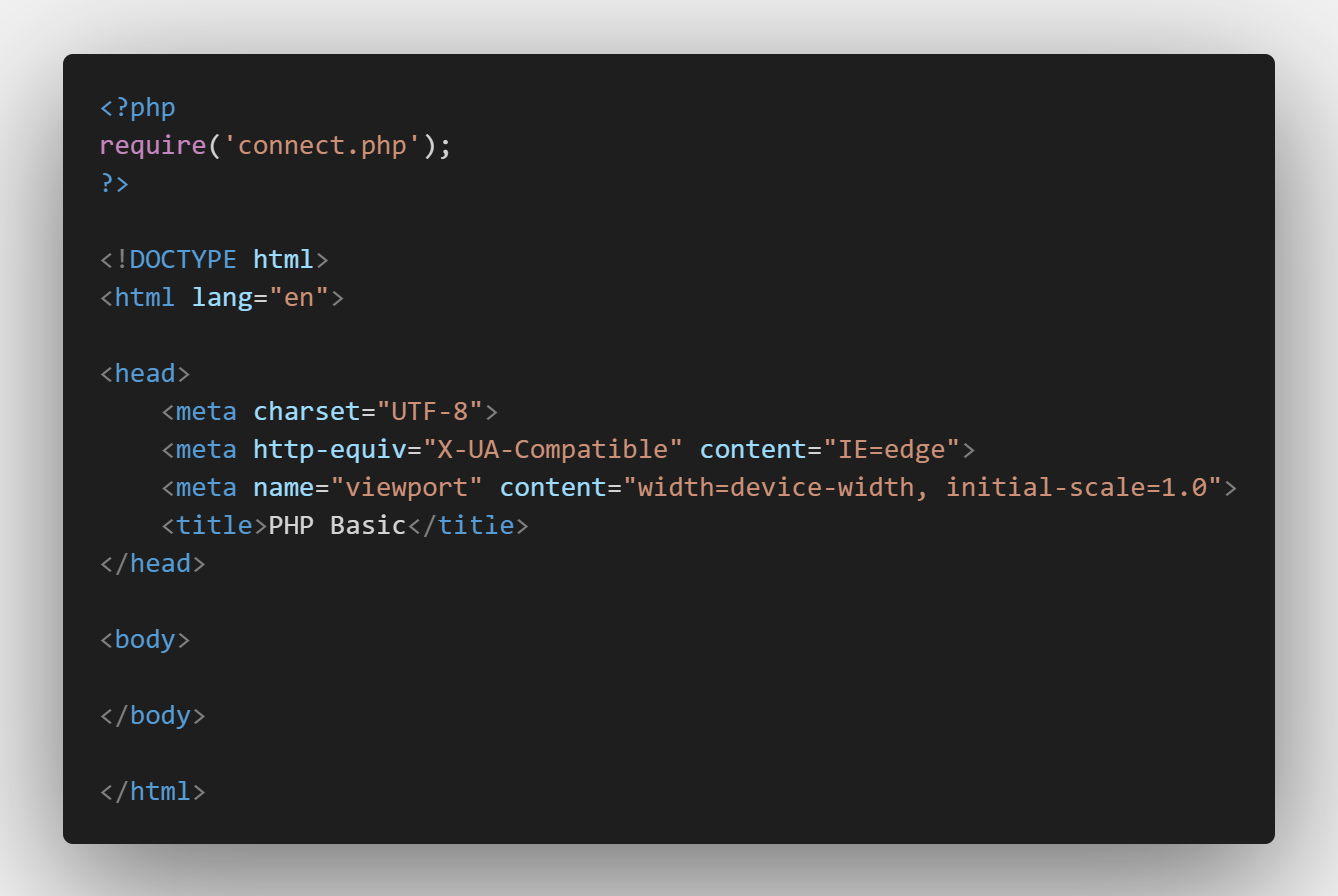 <?php
require('connect.php');
?>
<!DOCTYPE html>
<html lang="en">
<head>
    <meta charset="UTF-8">
    <meta http-equiv="X-UA-Compatible" content="IE=edge">
    <meta name="viewport" content="width=device-width, initial-scale=1.0">
    <title>PHP Basic</title>
</head>
<body>
</body>
</html>